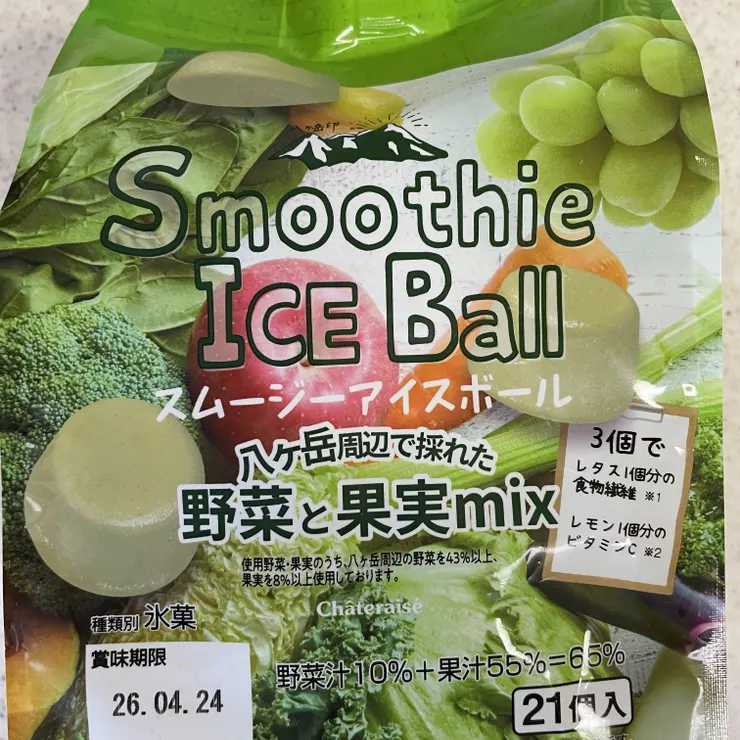 八ヶ岳
Smoothie
ICE Ball
スムージーアイスボール
八ヶ岳周辺で採れた
野菜と果実mix
3個で
レタス1個分の
食物繊維 ※1
レモン1個分の
ビタミンC ※2
使用野菜・果実のうち、八ヶ岳周辺の野菜を43%以上、
果実を8%以上使用しております。
Châteraisé
種類別 氷菓
賞味期限
26.04.24
野菜汁10%+果汁55%=65%
21個入